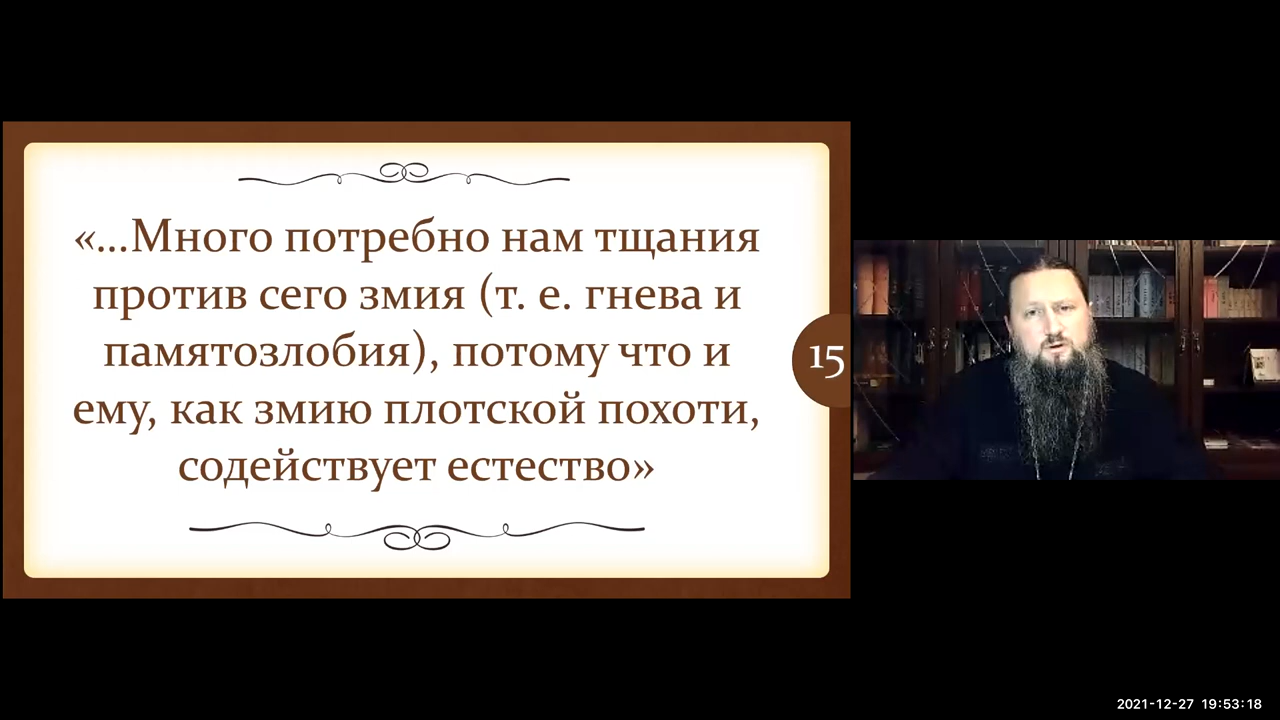 «...Много потребно нам тщания
против сего змия (т. е. гнева и
памятозлобия), потому что и
ему, как змию плотской похоти,
содействует естество»
15
2021-12-27 19:53:18